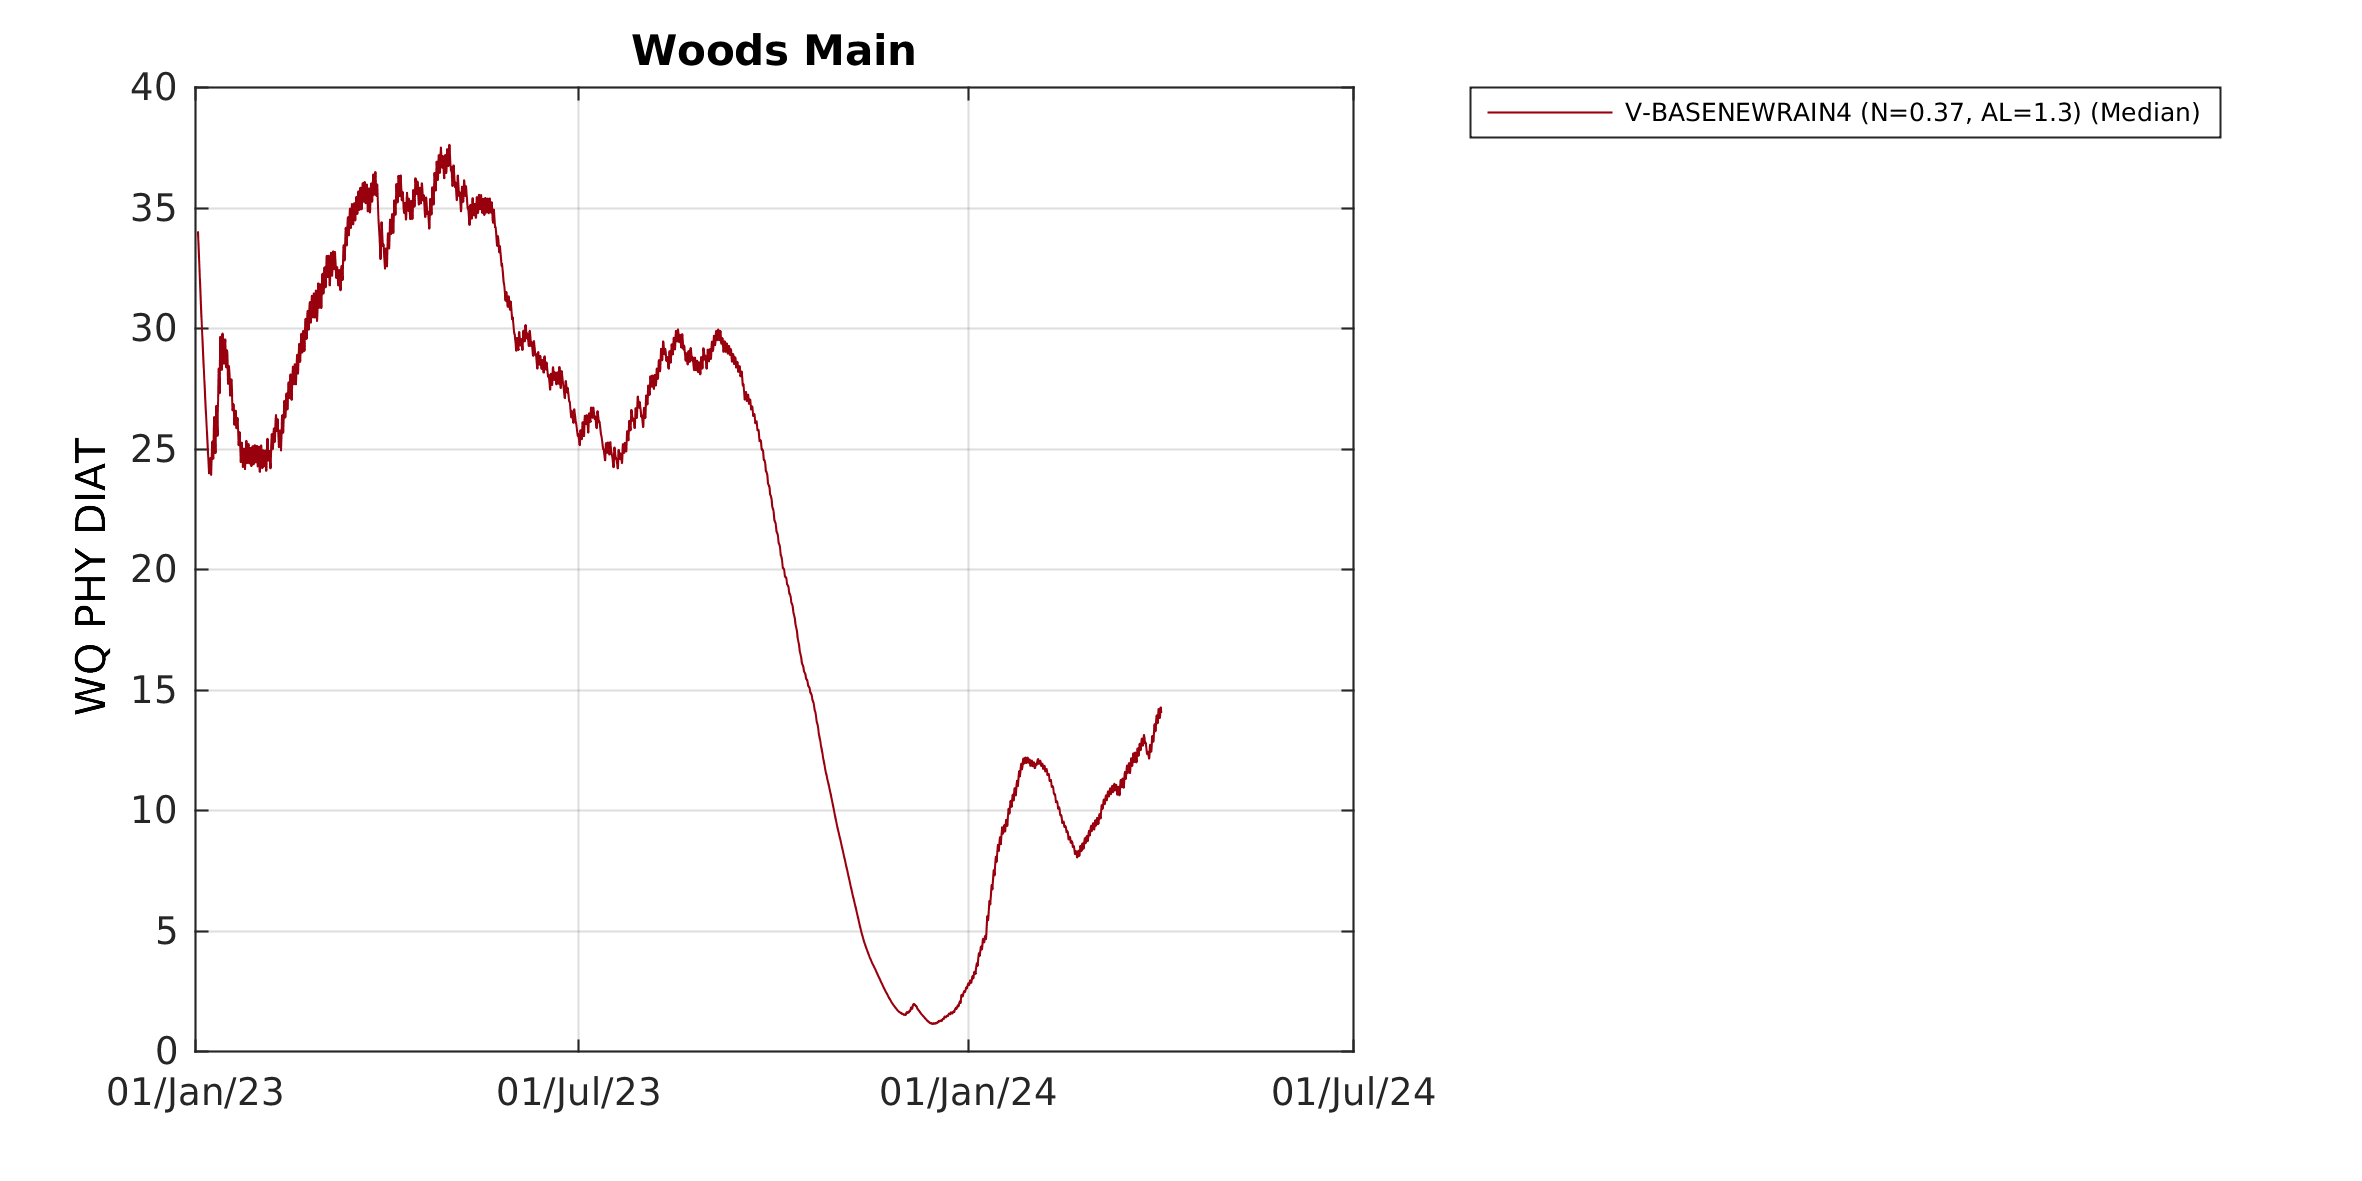 Woods Main
V-BASENEWRAIN4 (N=0.37, AL=1.3) (Median)
WQ PHY DIAT
40
35
30
25
20
15
10
5
0
01/Jan/23
01/Jul/23
01/Jan/24
01/Jul/24